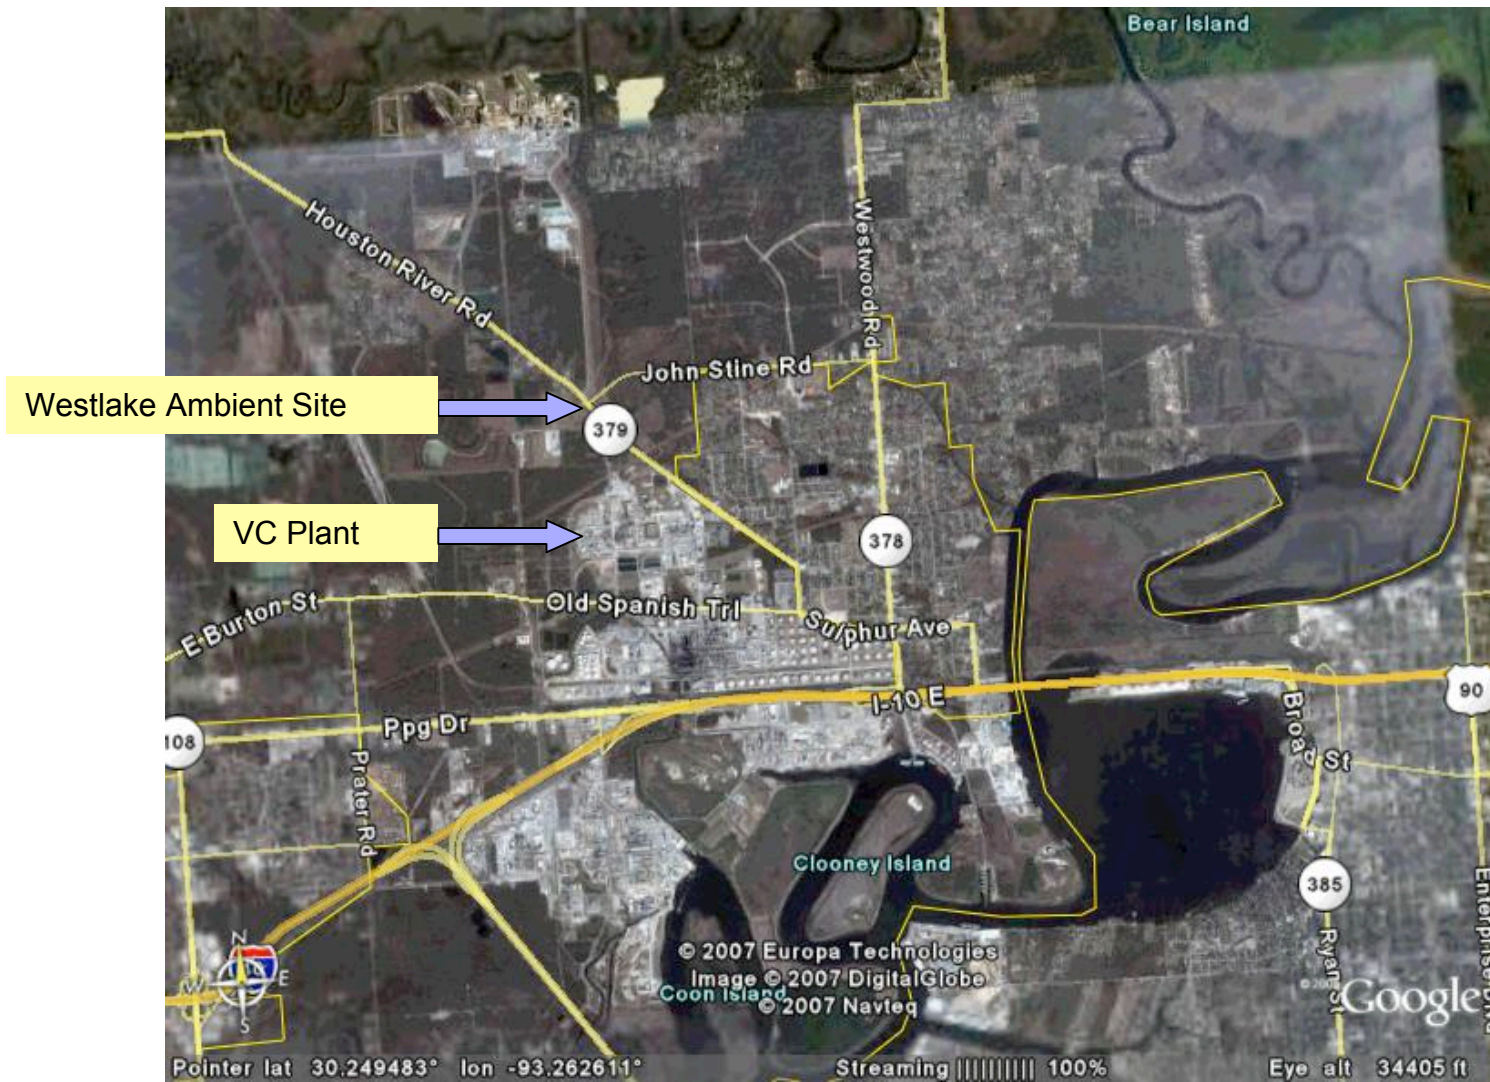 Bear Island
Houston River Rd
Westwood Rd
John Stine Rd
Westlake Ambient Site
379
VC Plant
378
E Burton St
Old Spanish Trl
Sulphur Ave
I-10 E
90
108
Ppg Dr
Broad St
Prater Rd
Clooney Island
385
N
W
E
S
© 2007 Europa Technologies
Image © 2007 DigitalGlobe
Coon Island
© 2007 Navteq
Ryan St
Google
Pointer lat 30.249483° lon -93.262611°
Streaming |||||||||| 100%
Eye alt 34405 ft